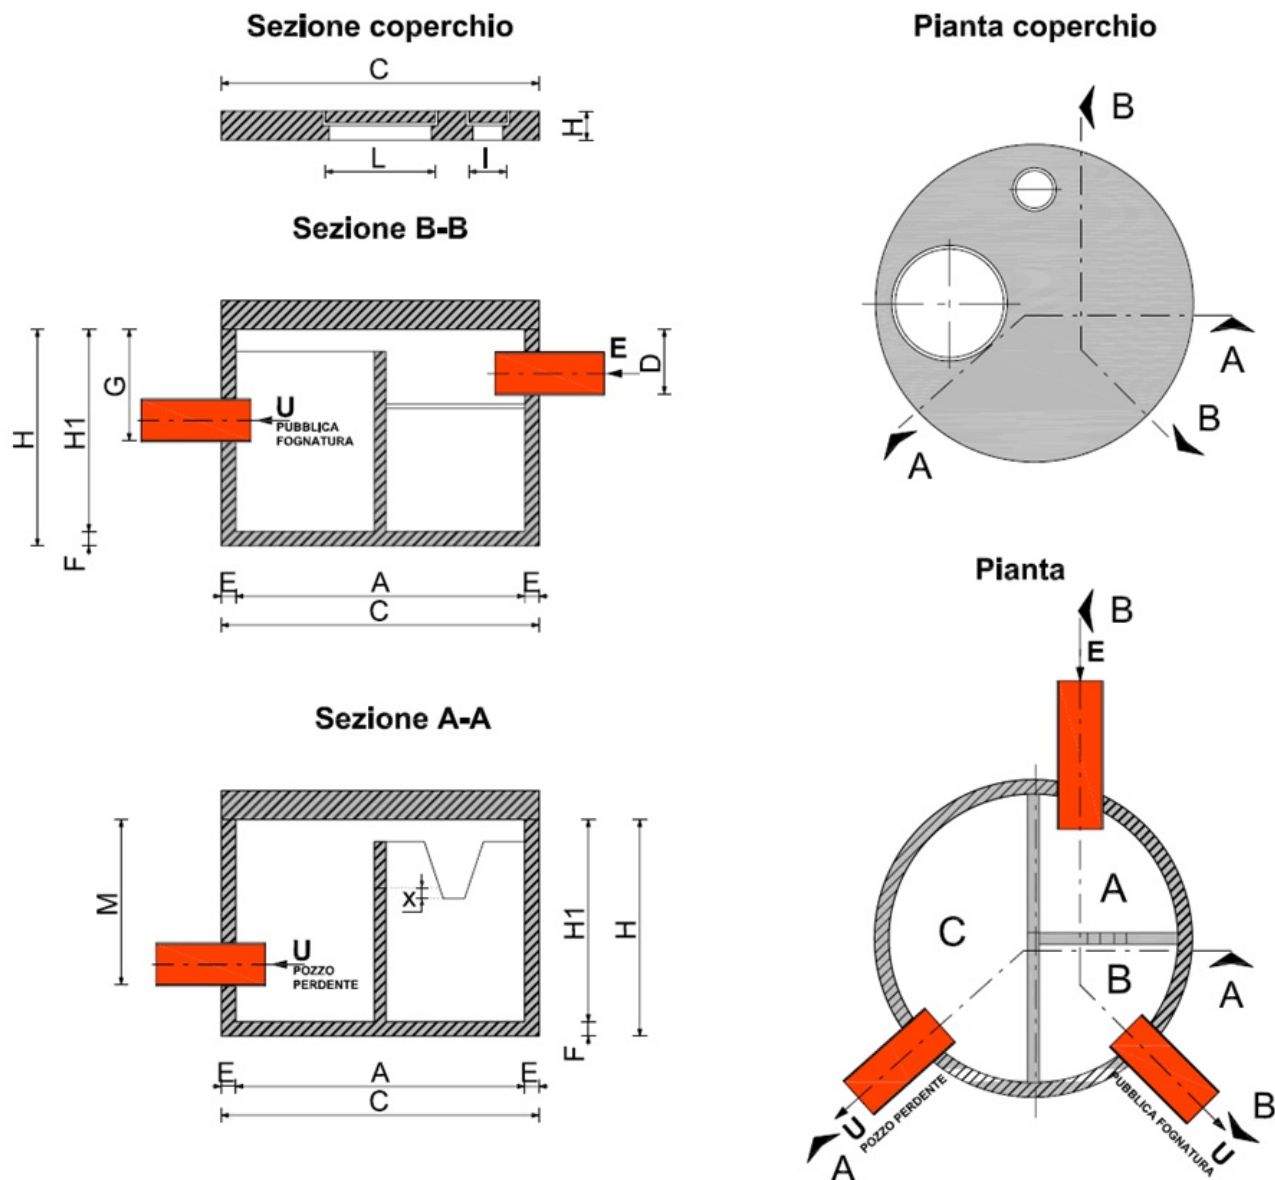 Sezione coperchio
C
H
L
I
Sezione B-B
H
H1
G
U
PUBBLICA
FOGNATURA
E
D
F
E
A
E
C
Sezione A-A
M
U
POZZO
PERDENTE
X
H1
H
F
E
A
E
C
Pianta coperchio
B
A
B
A
Pianta
B
E
A
C
B
A
POZZO PERDENTE
U
A
PUBBLICA FOGNATURA
U
B